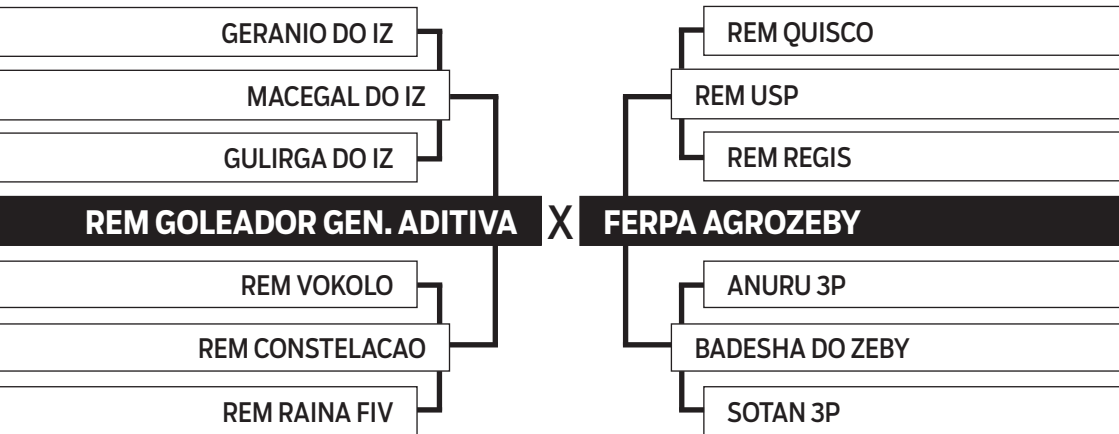 GERANIO DO IZ
MACEGAL DO IZ
GULIRGA DO IZ
REM GOLEADOR GEN. ADITIVA X FERPA AGROZEBY
REM VOKOLO
REM CONSTELACAO
REM RAINA FIV
REM QUISCO
REM USP
REM REGIS
ANURU 3P
BADESHA DO ZEBY
SOTAN 3P